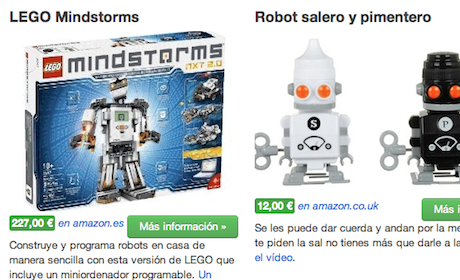 LEGO Mindstorms
LEGO
mindstorms
NXT 2.0
227,00 € en amazon.es
Más información »
Construye y programa robots en casa de
manera sencilla con esta versión de LEGO que
incluye un miniordenador programable. Un
Robot salero y pimentero
S
P
12,00 € en amazon.co.uk
Más i
Se les puede dar cuerda y andan por la me
te piden la sal no tienes más que darle a la
el vídeo.